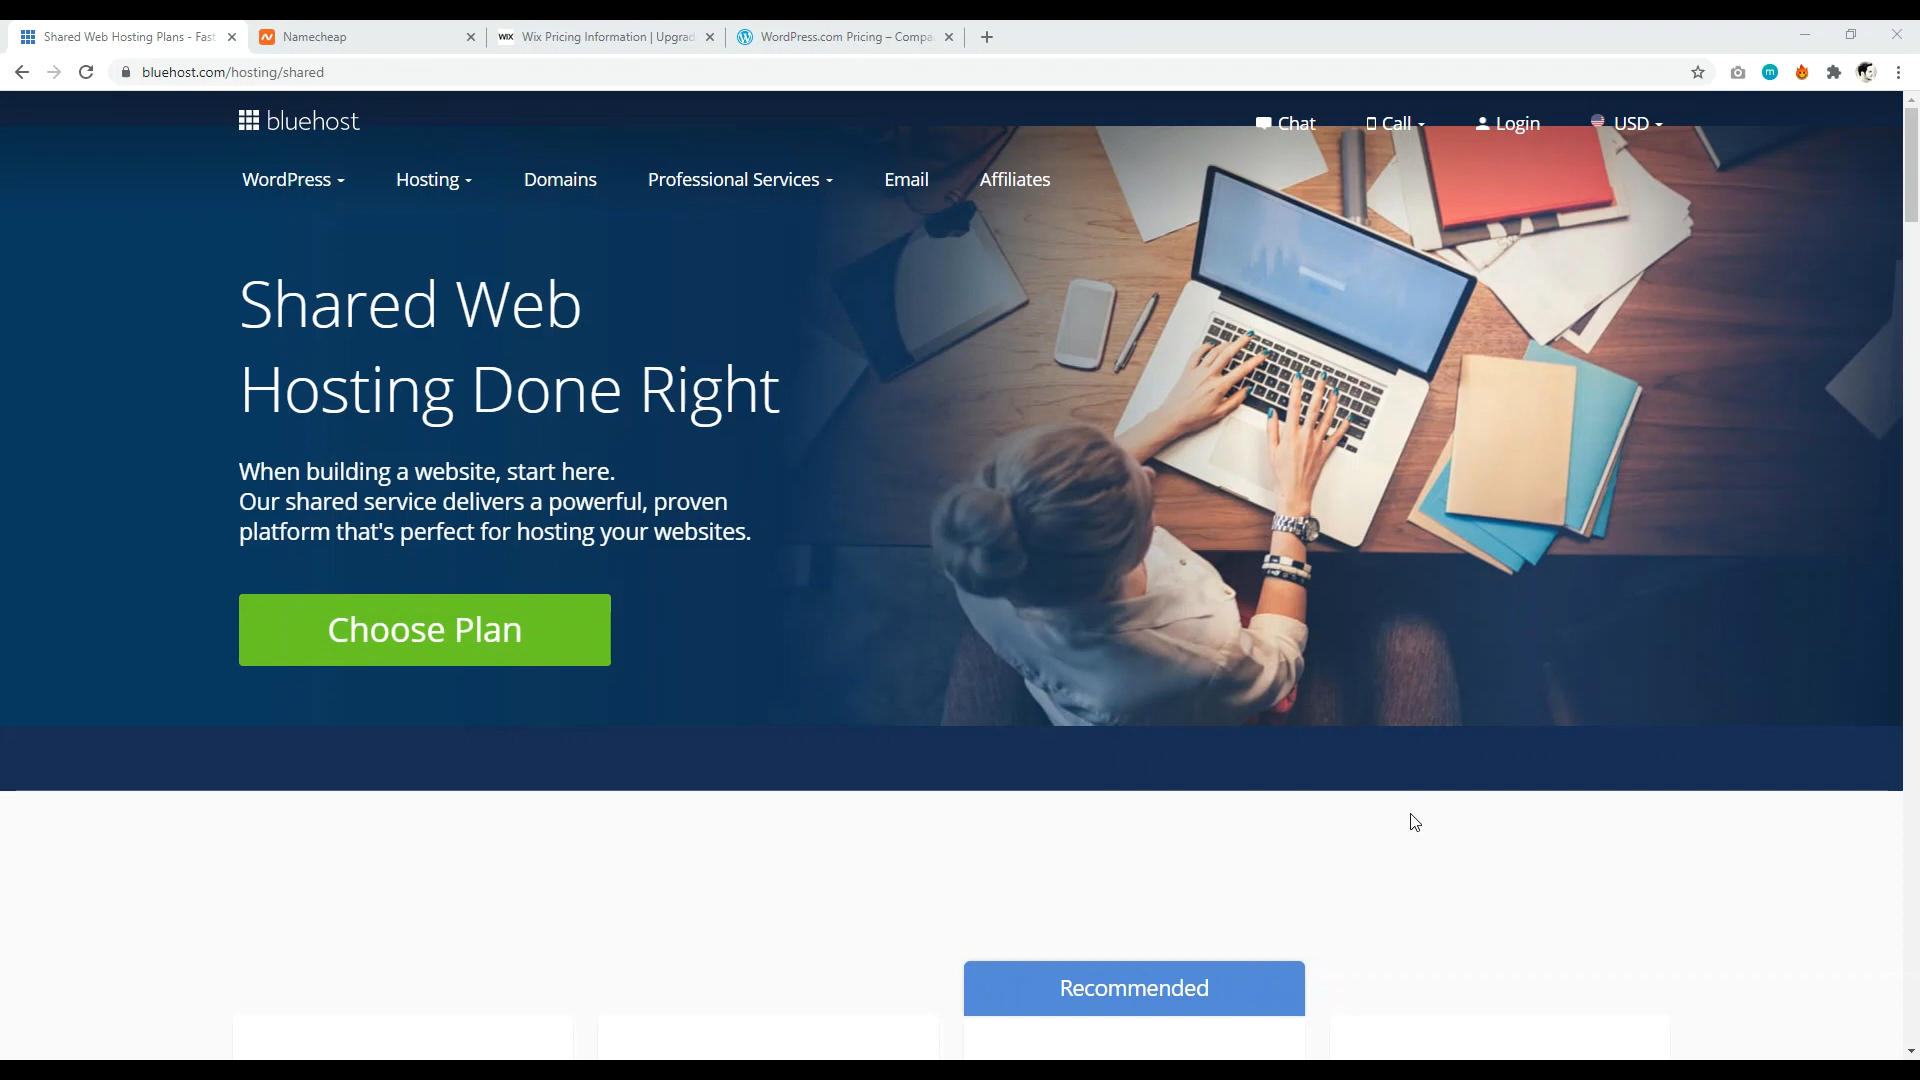 Shared Web Hosting Plans - Fast
Namecheap
WIX Wix Pricing Information | Upgrad
WordPress.com Pricing – Compa
bluehost.com/hosting/shared
m
bluehost
Chat
Call
Login
USD
WordPress
Hosting
Domains
Professional Services
Email
Affiliates
Shared Web
Hosting Done Right
When building a website, start here.
Our shared service delivers a powerful, proven
platform that's perfect for hosting your websites.
Choose Plan
Recommended